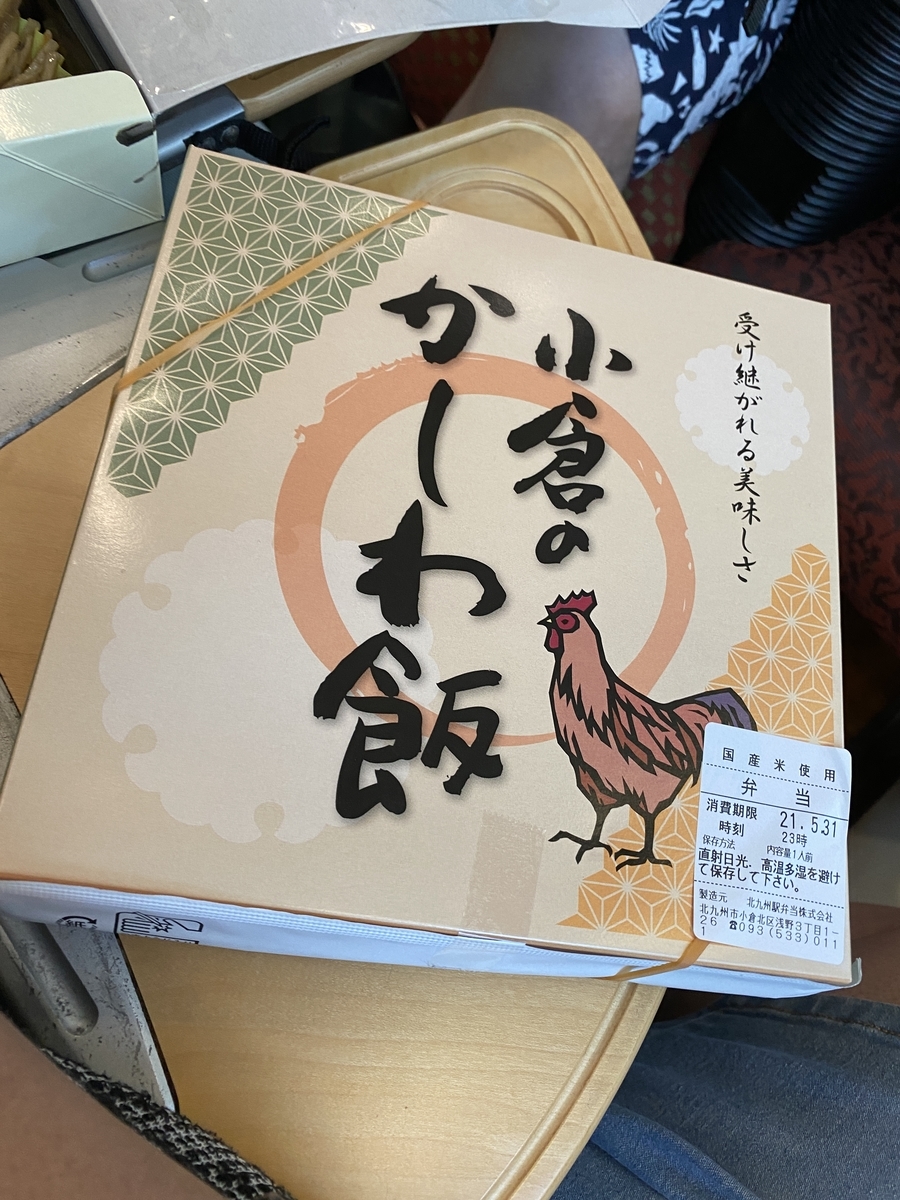 受け継がれる美味しさ
小倉の
かしわ飯
国産米使用
弁当
消費期限 21.5.31
時刻 23時
保存方法 内容量1人前
直射日光、高温多湿を避け
て保存して下さい。
製造元 北九州駅弁当株式会社
北九州市小倉北区浅野3丁目1-
26 ☎093(533)011
1